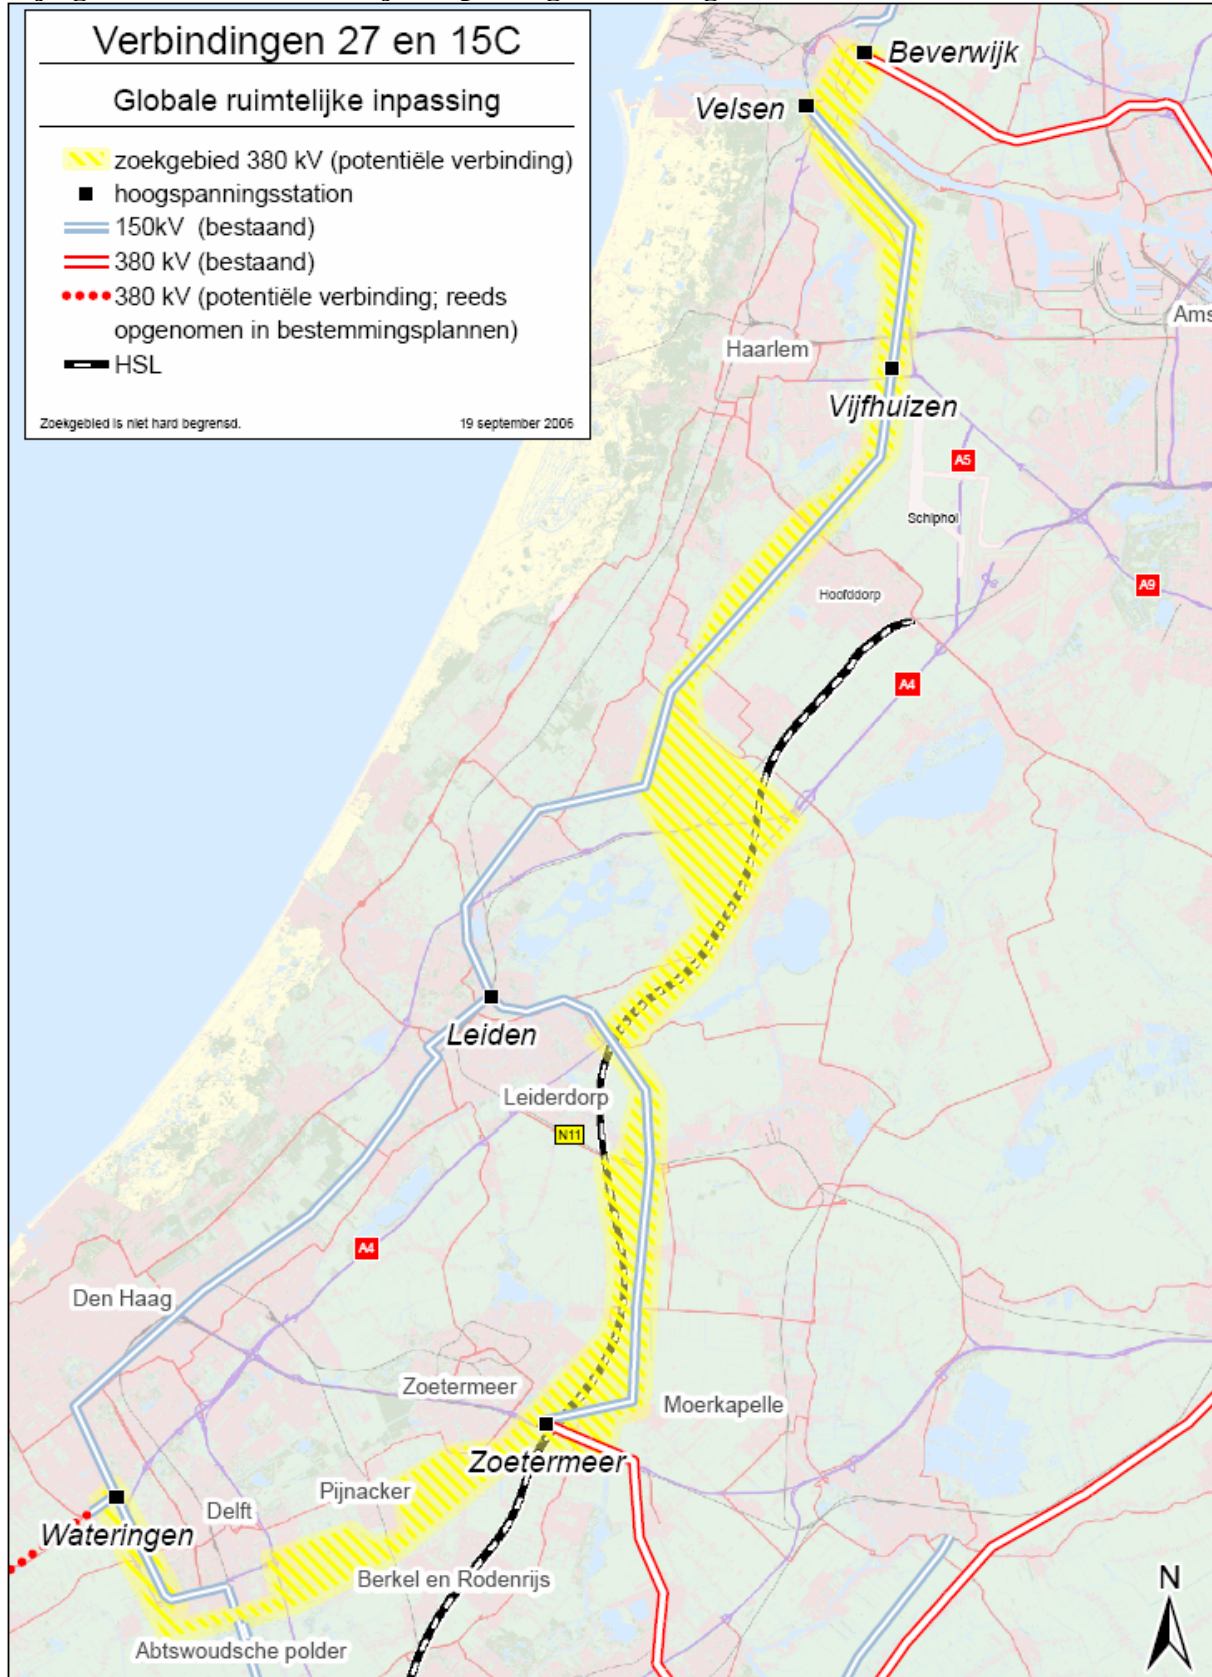 Verbindingen 27 en 15C
Globale ruimtelijke inpassing
zoekgebied 380 kV (potentiële verbinding)
hoogspanningsstation
150kV (bestaand)
380 kV (bestaand)
380 kV (potentiële verbinding; reeds
opgenomen in bestemmingsplannen)
HSL
Zoekgebied is niet hard begrensd.
19 september 2006
Beverwijk
Velsen
Ams
Haarlem
Vijfhuizen
A5
Schiphol
A9
Hoofddorp
A4
Leiden
Leiderdorp
N11
A4
Den Haag
Zoetermeer
Moerkapelle
Zoetermeer
Pijnacker
Delft
Wateringen
Berkel en Rodenrijs
Abtswoudsche polder
N